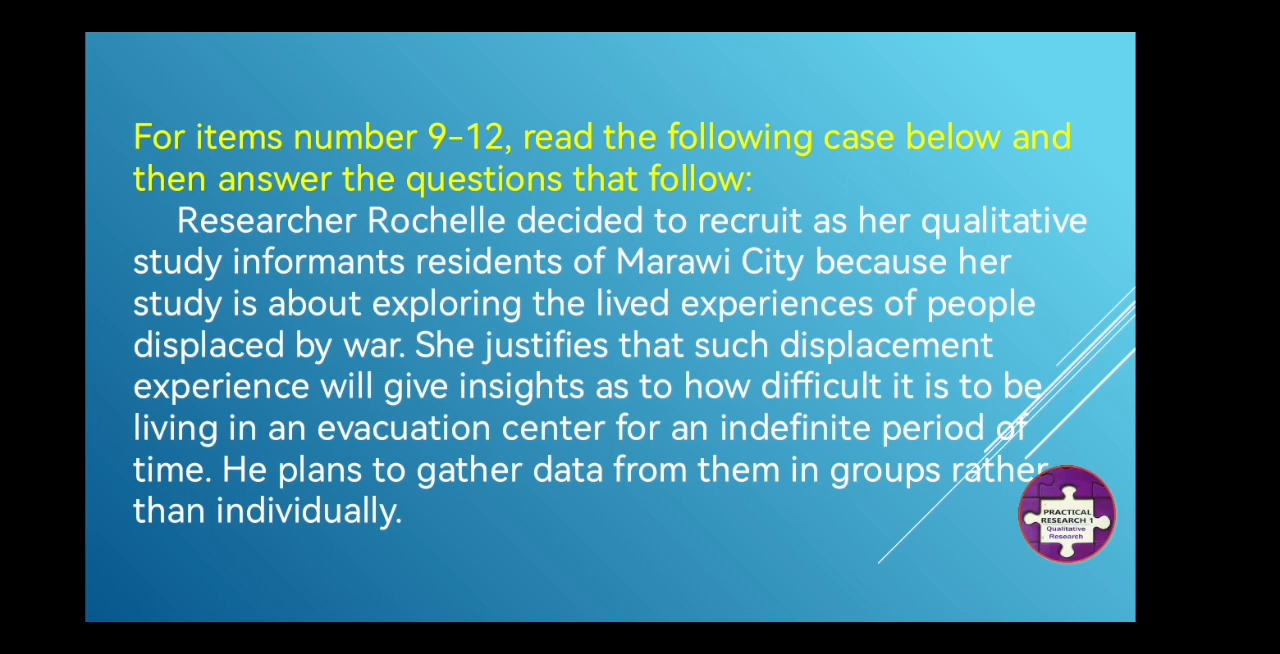 For items number 9-12, read the following case below and
then answer the questions that follow:
Researcher Rochelle decided to recruit as her qualitative
study informants residents of Marawi City because her
study is about exploring the lived experiences of people
displaced by war. She justifies that such displacement
experience will give insights as to how difficult it is to be
living in an evacuation center for an indefinite period of
time. He plans to gather data from them in groups rather
than individually.
PRACTICAL
RESEARCH 1
Qualitative
Research